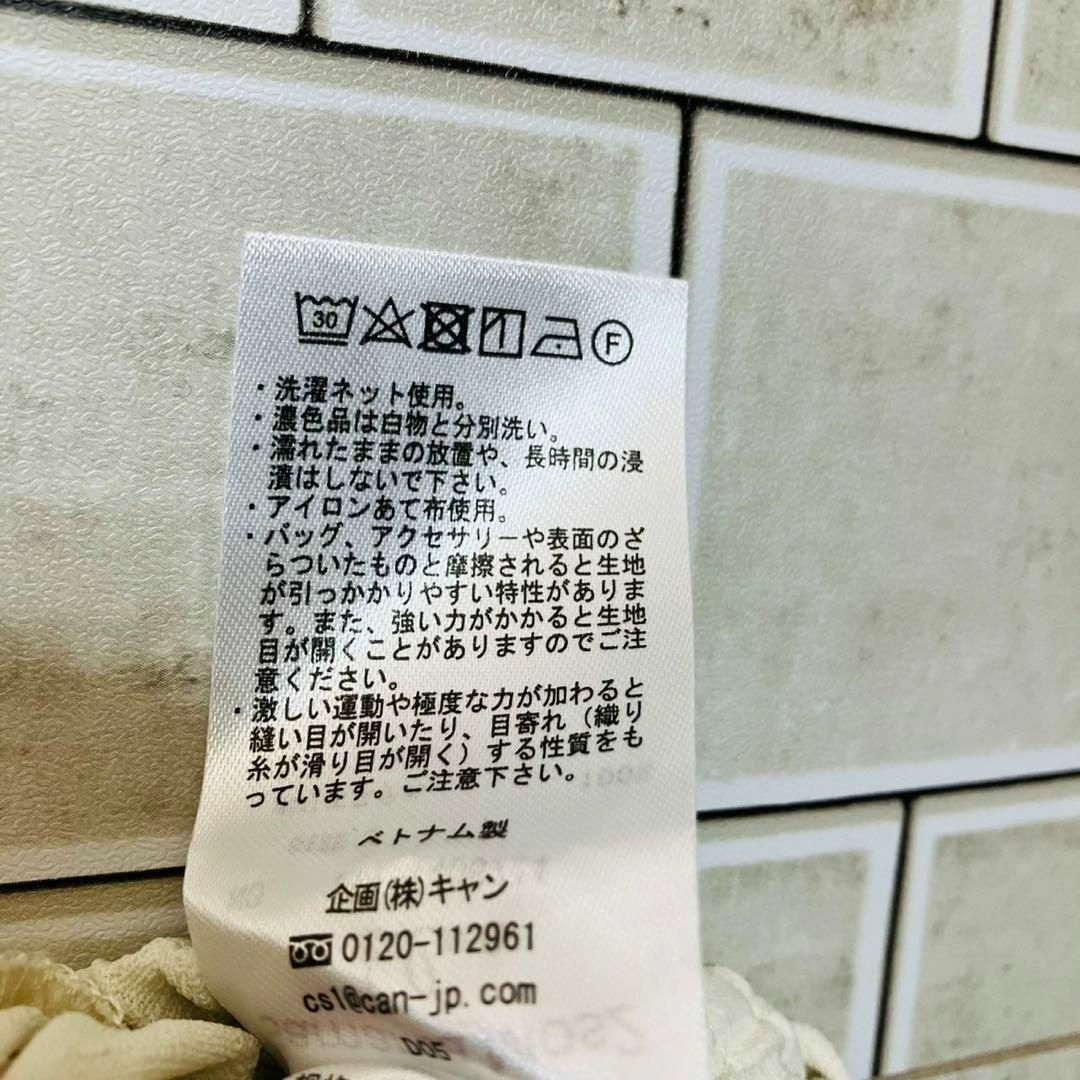 30
F
・洗濯ネット使用。
・濃色品は白物と分別洗い。
・濡れたままの放置や、長時間の浸
漬はしないで下さい。
・アイロンあて布使用。
・バッグ、アクセサリーや表面のざ
らついたものと摩擦されると生地
が引っかかりやすい特性がありま
す。また、強い力がかかると生地
目が開くことがありますのでご注
意ください。
・激しい運動や極度な力が加わると
縫い目が開いたり、目寄れ（織り
糸が滑り目が開く）する性質をも
っています。ご注意下さい。
ベトナム製
企画(株)キャン
0120-112961
cs1@can-jp.com
D05